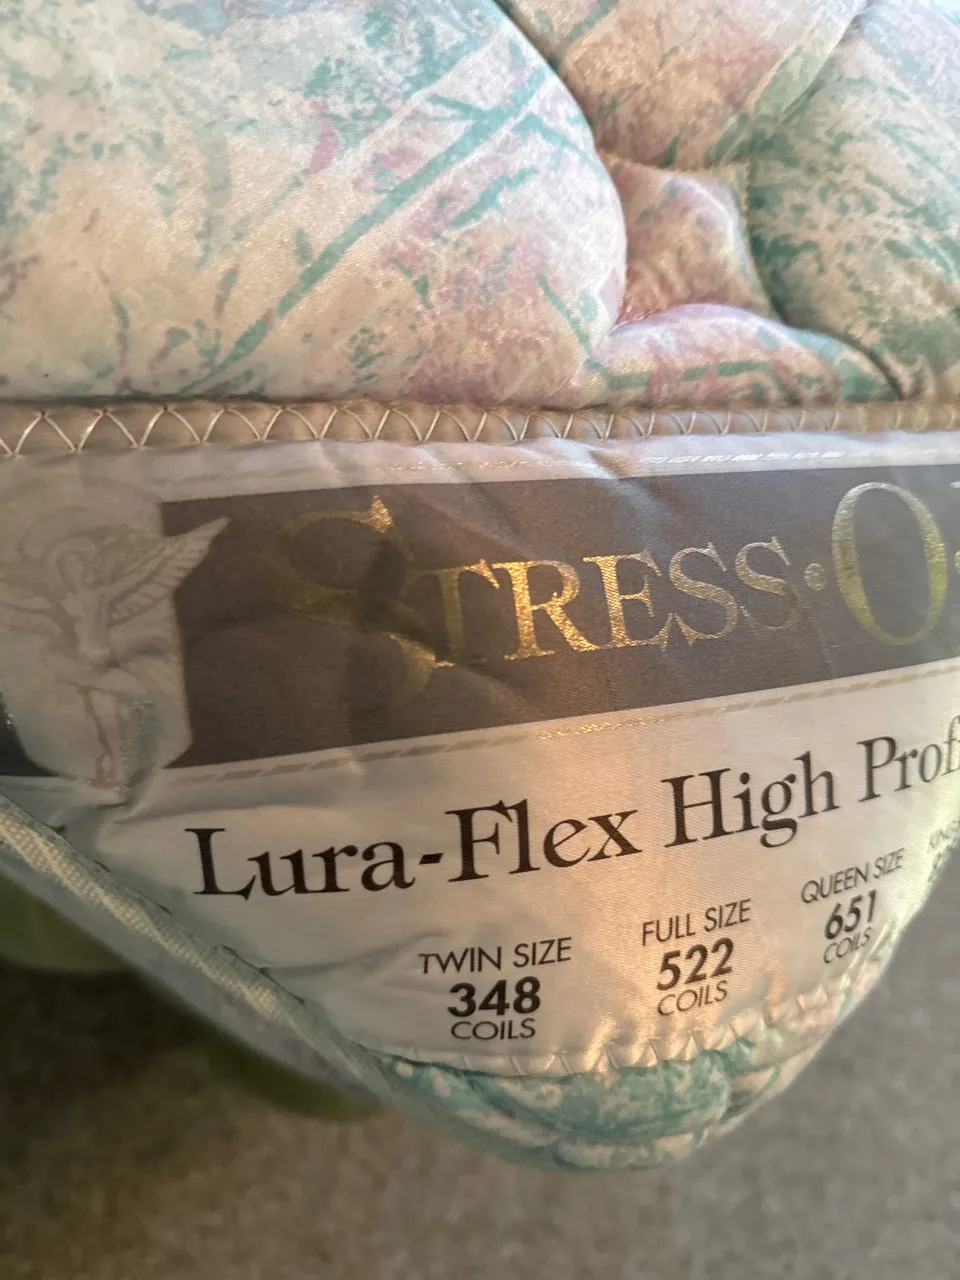 STRESS·O
Lura-Flex High Prof
TWIN SIZE
348
COILS
FULL SIZE
522
COILS
QUEEN SIZE
651
COILS